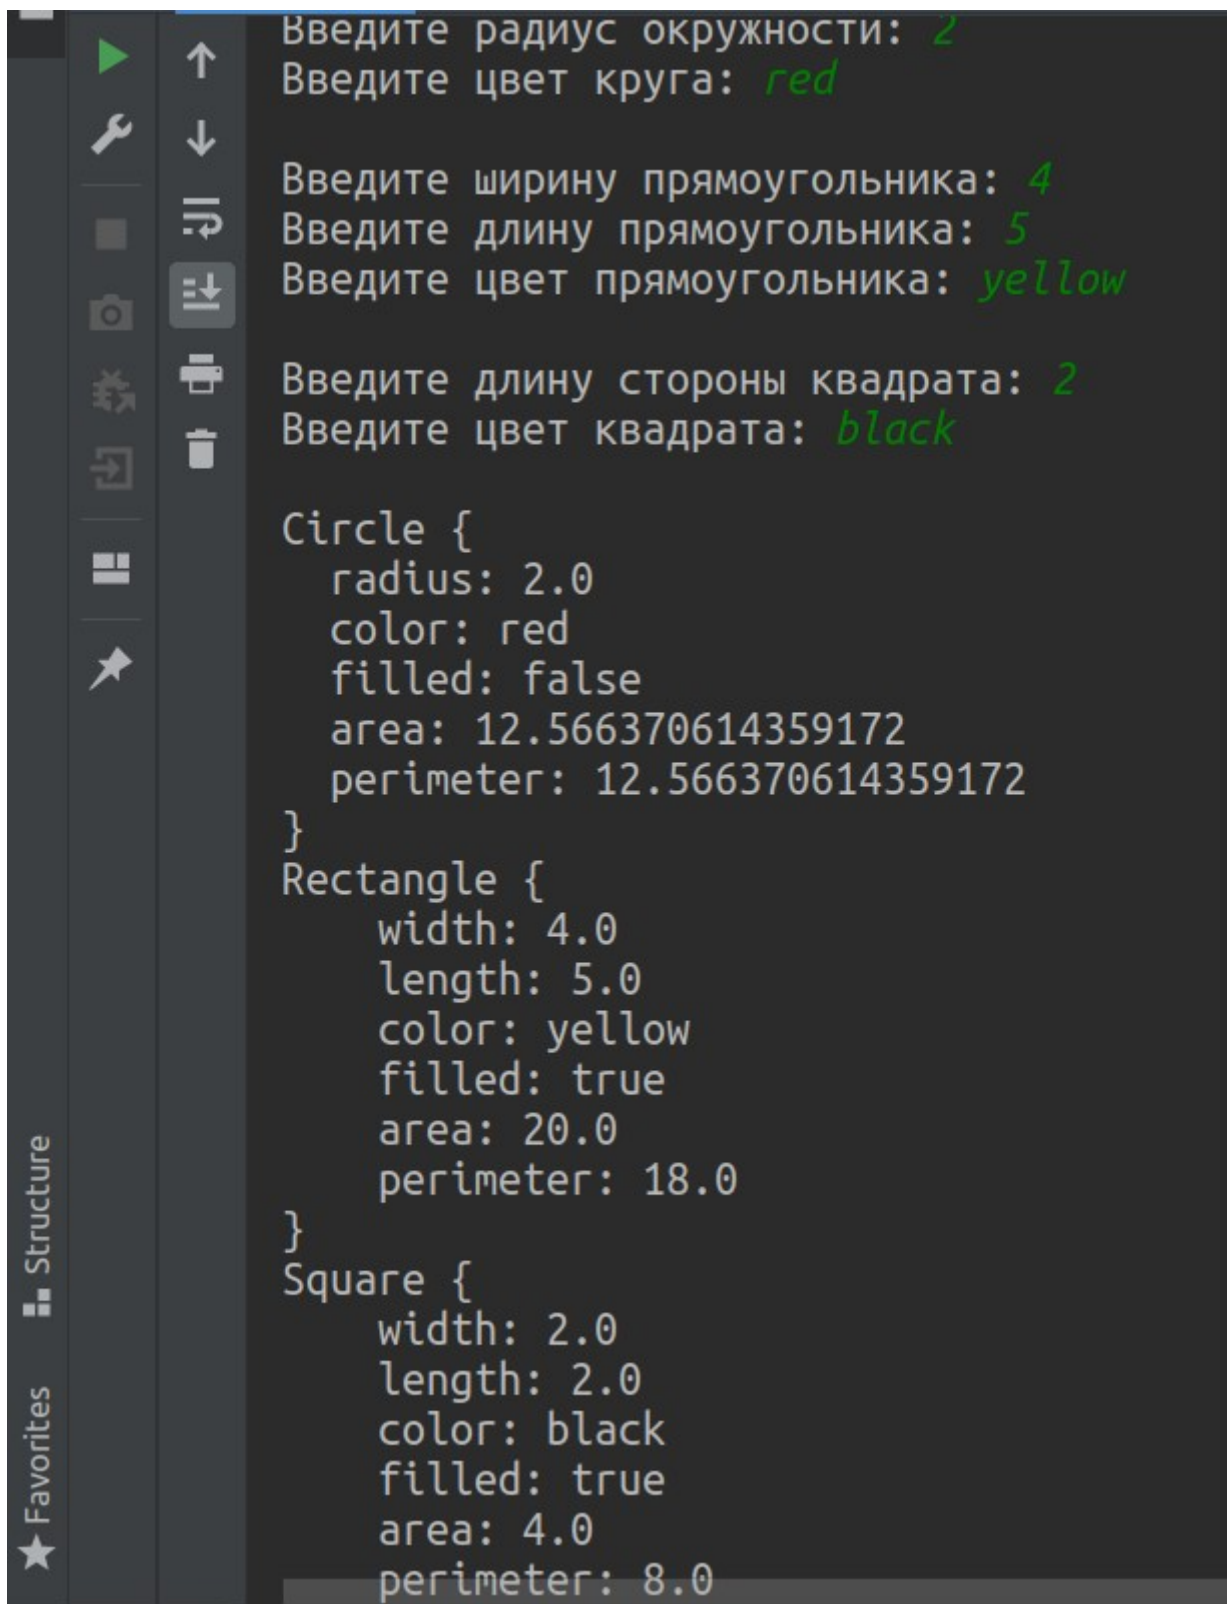 Введите радиус окружности: 2
Введите цвет круга: red
Введите ширину прямоугольника: 4
Введите длину прямоугольника: 5
Введите цвет прямоугольника: yellow
Введите длину стороны квадрата: 2
Введите цвет квадрата: black
Circle {
radius: 2.0
color: red
filled: false
area: 12.566370614359172
perimeter: 12.566370614359172
}
Rectangle {
width: 4.0
length: 5.0
color: yellow
filled: true
area: 20.0
perimeter: 18.0
}
Square {
width: 2.0
length: 2.0
color: black
filled: true
area: 4.0
perimeter: 8.0
Structure
Favorites